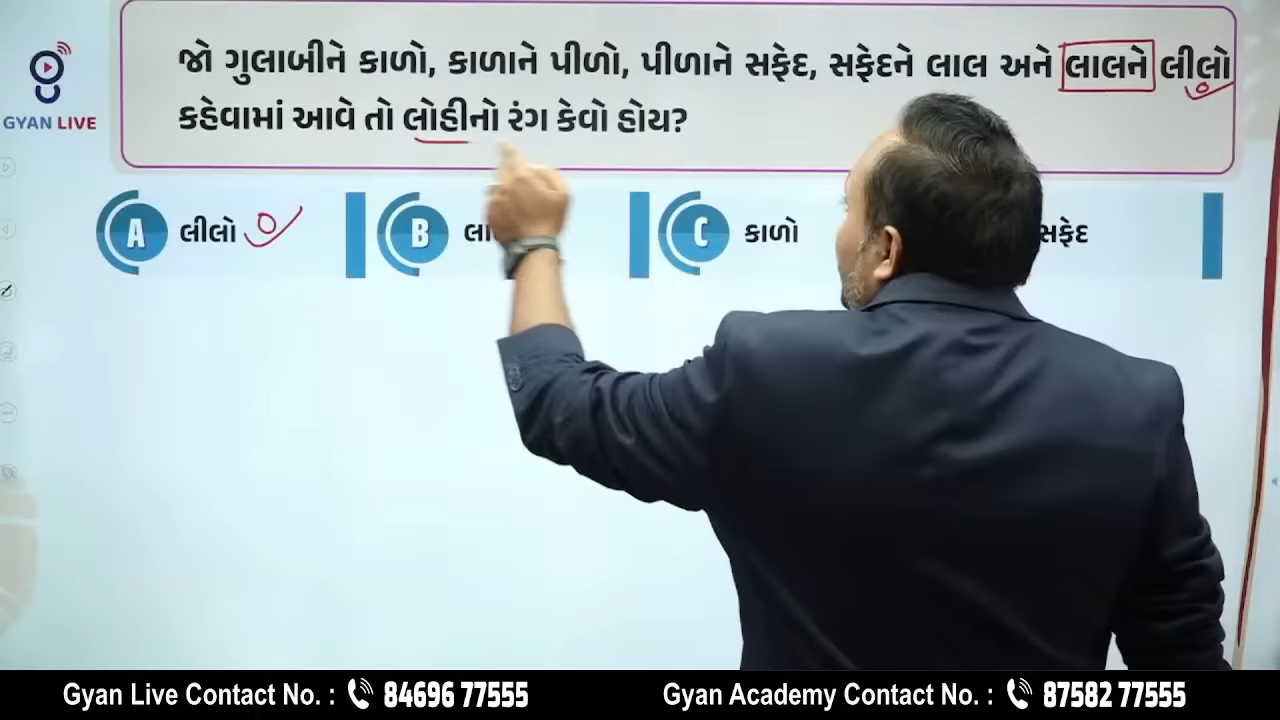 જો ગુલાબીને કાળો, કાળાને પીળો, પીળાને સફેદ, સફેદને લાલ અને લાલને લીલો
કહેવામાં આવે તો લોહીનો રંગ કેવો હોય?
GYAN LIVE
A લીલો
B
C કાળો
સફેદ
Gyan Live Contact No. : 84696 77555
Gyan Academy Contact No. : 87582 77555